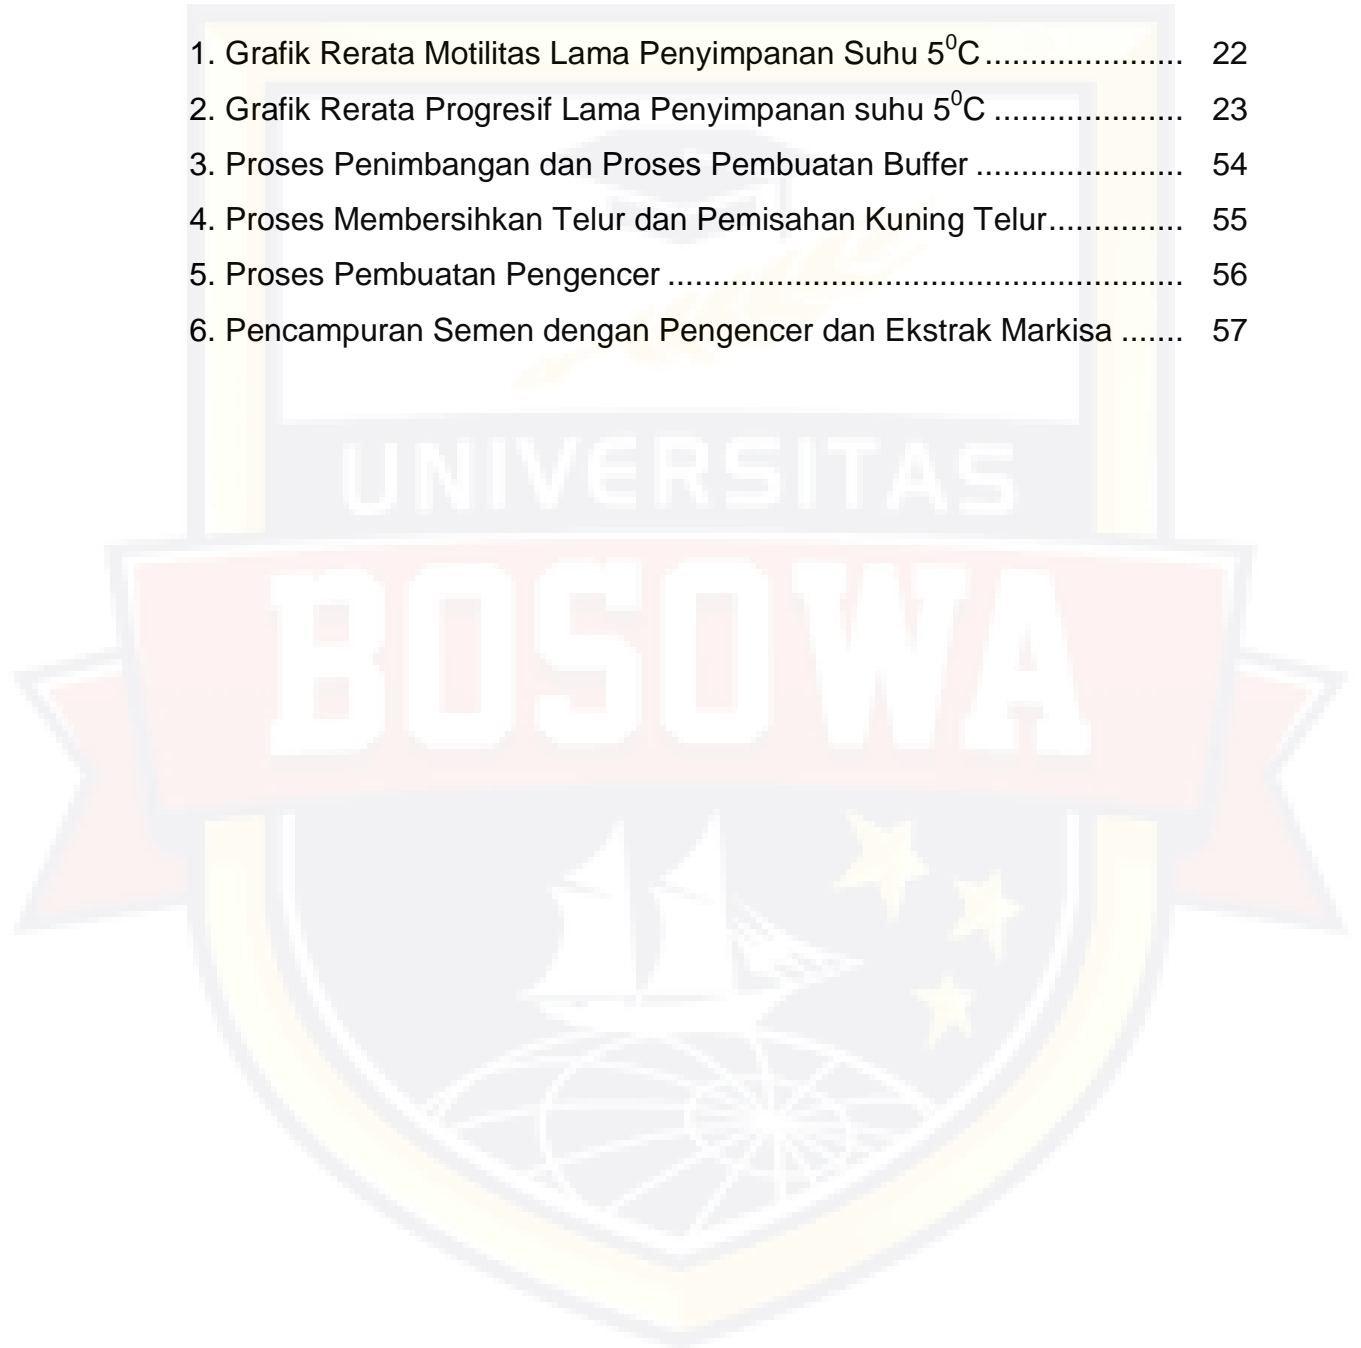 1. Grafik Rerata Motilitas Lama Penyimpanan Suhu 5⁰C ...................... 22
2. Grafik Rerata Progresif Lama Penyimpanan suhu 5⁰C ..................... 23
3. Proses Penimbangan dan Proses Pembuatan Buffer ....................... 54
4. Proses Membersihkan Telur dan Pemisahan Kuning Telur............... 55
5. Proses Pembuatan Pengencer ......................................................... 56
6. Pencampuran Semen dengan Pengencer dan Ekstrak Markisa ....... 57
UNIVERSITAS
BOSOWA